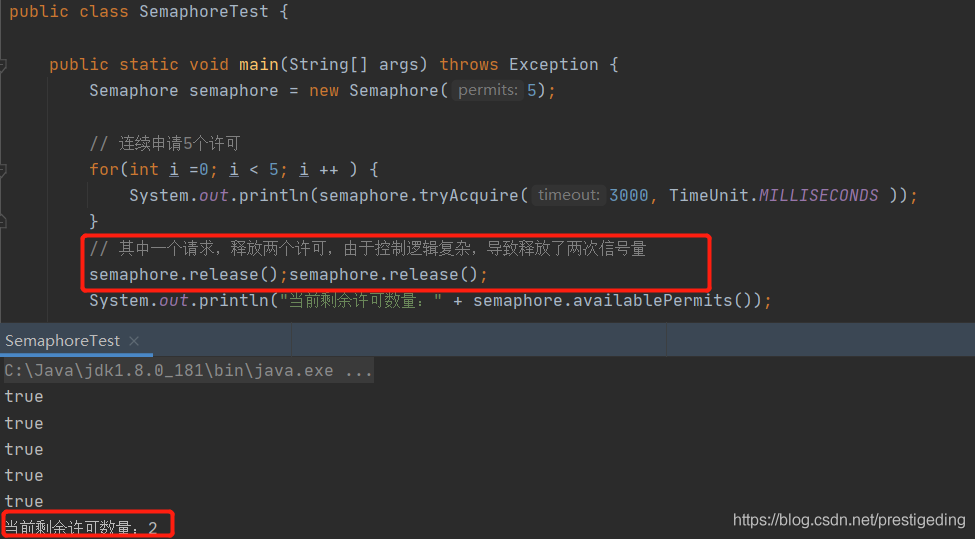 public class SemaphoreTest {
public static void main(String[] args) throws Exception {
Semaphore semaphore = new Semaphore( permits: 5);
// 连续申请5个许可
for(int i =0; i < 5; i ++ ) {
System.out.println(semaphore.tryAcquire( timeout: 3000, TimeUnit.MILLISECONDS ));
}
// 其中一个请求，释放两个许可，由于控制逻辑复杂，导致释放了两次信号量
semaphore.release();semaphore.release();
System.out.println("当前剩余许可数量：" + semaphore.availablePermits());
SemaphoreTest ×
C:\Java\jdk1.8.0_181\bin\java.exe ...
true
true
true
true
true
当前剩余许可数量：2
https://blog.csdn.net/prestigeding